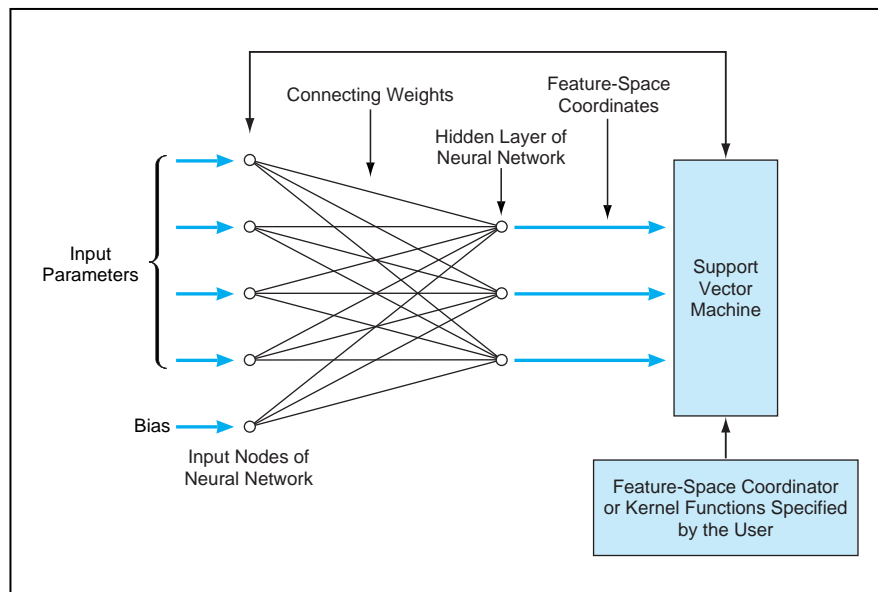 Connecting Weights
Feature-Space
Coordinates
Hidden Layer of
Neural Network
Input
Parameters
Support
Vector
Machine
Bias
Input Nodes of
Neural Network
Feature-Space Coordinator
or Kernel Functions Specified
by the User